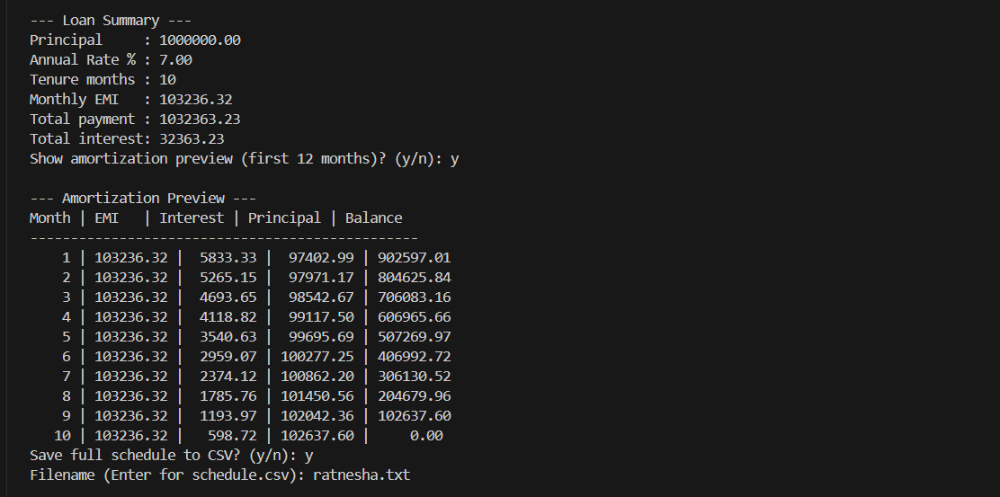 --- Loan Summary ---
Principal     : 1000000.00
Annual Rate % : 7.00
Tenure months : 10
Monthly EMI   : 103236.32
Total payment : 1032363.23
Total interest: 32363.23
Show amortization preview (first 12 months)? (y/n): y

--- Amortization Preview ---
Month | EMI   | Interest | Principal | Balance
------------------------------------------------
    1 | 103236.32 |  5833.33 |  97402.99 | 902597.01
    2 | 103236.32 |  5265.15 |  97971.17 | 804625.84
    3 | 103236.32 |  4693.65 |  98542.67 | 706083.16
    4 | 103236.32 |  4118.82 |  99117.50 | 606965.66
    5 | 103236.32 |  3540.63 |  99695.69 | 507269.97
    6 | 103236.32 |  2959.07 | 100277.25 | 406992.72
    7 | 103236.32 |  2374.12 | 100862.20 | 306130.52
    8 | 103236.32 |  1785.76 | 101450.56 | 204679.96
    9 | 103236.32 |  1193.97 | 102042.36 | 102637.60
   10 | 103236.32 |   598.72 | 102637.60 |     0.00
Save full schedule to CSV? (y/n): y
Filename (Enter for schedule.csv): ratnesha.txt